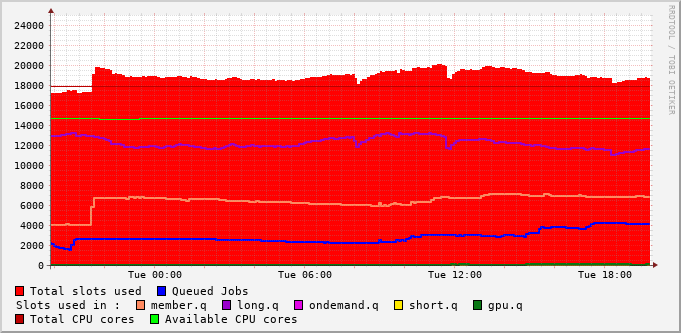 24000
22000
20000
18000
16000
14000
12000
10000
8000
6000
4000
2000
0
Tue 00:00 Tue 06:00 Tue 12:00 Tue 18:00
RRDTOOL / TOBI OETIKER
Total slots used Queued Jobs
Slots used in : member.q long.q ondemand.q short.q gpu.q
Total CPU cores Available CPU cores